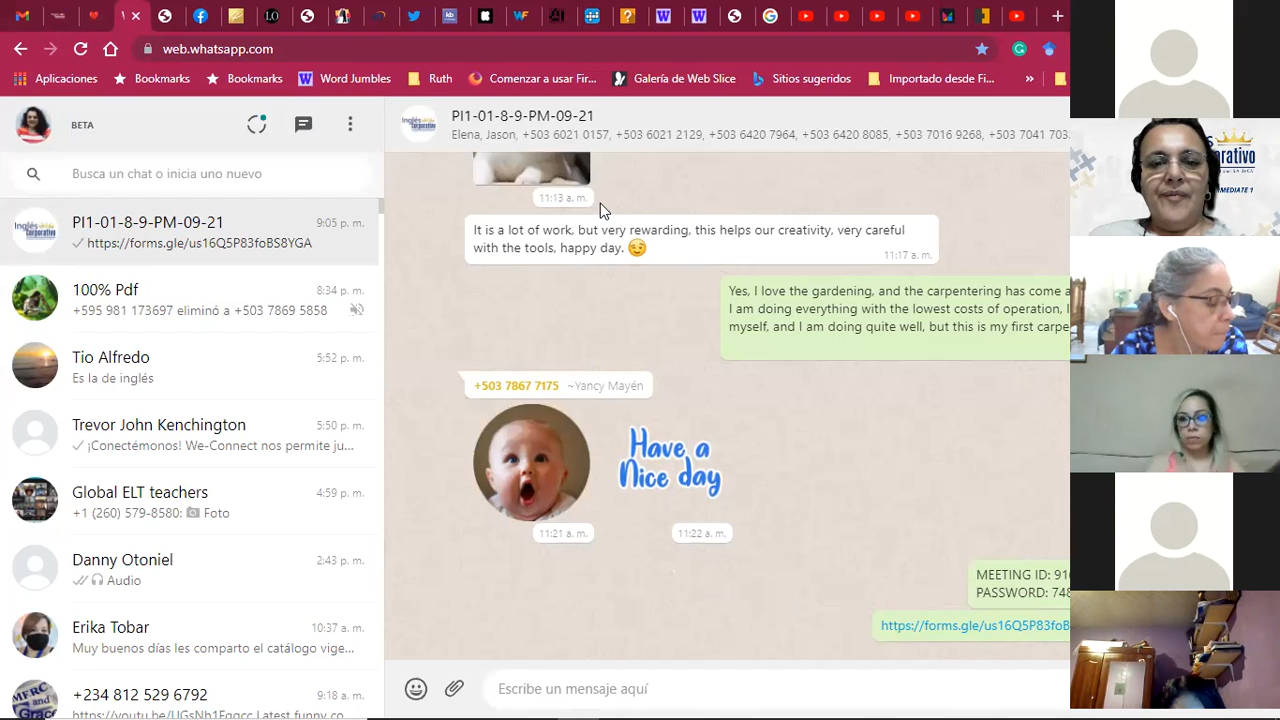 web.whatsapp.com
Aplicaciones
Bookmarks
Bookmarks
Word Jumbles
Ruth
Comenzar a usar Fir...
Galería de Web Slice
Sitios sugeridos
Importado desde Fi...
»
BETA
Busca un chat o inicia uno nuevo
PI1-01-8-9-PM-09-21
9:05 p. m.
https://forms.gle/us16Q5P83foBS8YGA
100% Pdf
8:34 p. m.
+595 981 173697 eliminó a +503 7869 5858
Tio Alfredo
5:52 p. m.
Es la de inglés
Trevor John Kenchington
5:50 p. m.
¡Conectémonos! We-Connect nos permite ju...
Global ELT teachers
4:59 p. m.
+1 (260) 579-8580: Foto
Danny Otoniel
2:43 p. m.
Audio
Erika Tobar
10:37 a. m.
Muy buenos días les comparto el catálogo vige...
+234 812 529 6792
9:18 a. m.
https://youtu.be/UGsNh1Fqqcc Latest funny co
PI1-01-8-9-PM-09-21
Elena, Jason, +503 6021 0157, +503 6021 2129, +503 6420 7964, +503 6420 8085, +503 7016 9268, +503 7041 703
11:13 a. m.
It is a lot of work, but very rewarding, this helps our creativity, very careful
with the tools, happy day. 😉
11:17 a. m.
Yes, I love the gardening, and the carpentering has come a
I am doing everything with the lowest costs of operation, I
myself, and I am doing quite well, but this is my first carpe
+503 7867 7175 ~Yancy Mayén
Have a
Nice day
11:21 a. m.
11:22 a. m.
MEETING ID: 91
PASSWORD: 748
https://forms.gle/us16Q5P83foB
Escribe un mensaje aquí